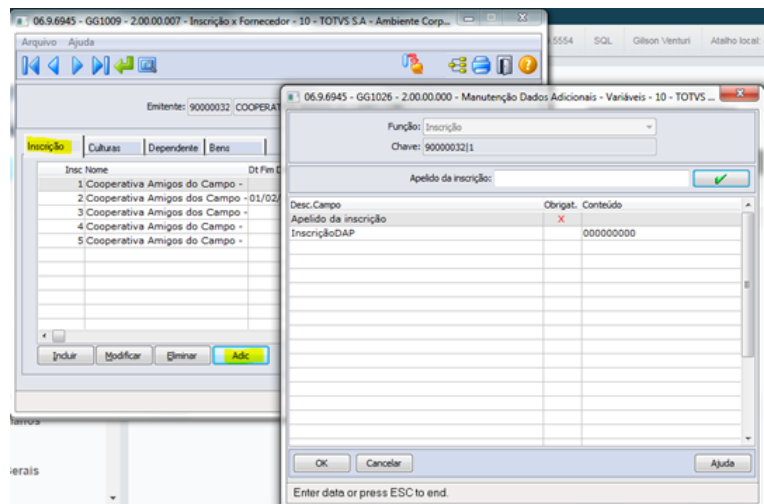 06.9.6945 - GG1009 - 2.00.00.007 - Inscrição x Fornecedor - 10 - TOTVS S.A - Ambiente Corp...
Arquivo Ajuda
5554 SQL Gilson Venturi Atalho local:
Emitente: 90000032 COOPERAT
Inscrição Culturas Dependente Bens
Insc Nome Dt Fim D
1 Cooperativa Amigos do Campo -
2 Cooperativa Amigos dos Campo - 01/02/
3 Cooperativa Amigos dos Campo -
4 Cooperativa Amigos do Campo -
5 Cooperativa Amigos do Campo -
Incluir Modificar Eliminar Adic
Gerais
06.9.6945 - GG1026 - 2.00.00.000 - Manutenção Dados Adicionais - Variáveis - 10 - TOTVS ...
Função: Inscrição
Chave: 90000032|1
Apelido da inscrição:
Desc.Campo Obrigat. Conteúdo
Apelido da inscrição X
InscriçãoDAP 000000000
OK Cancelar Ajuda
Enter data or press ESC to end.